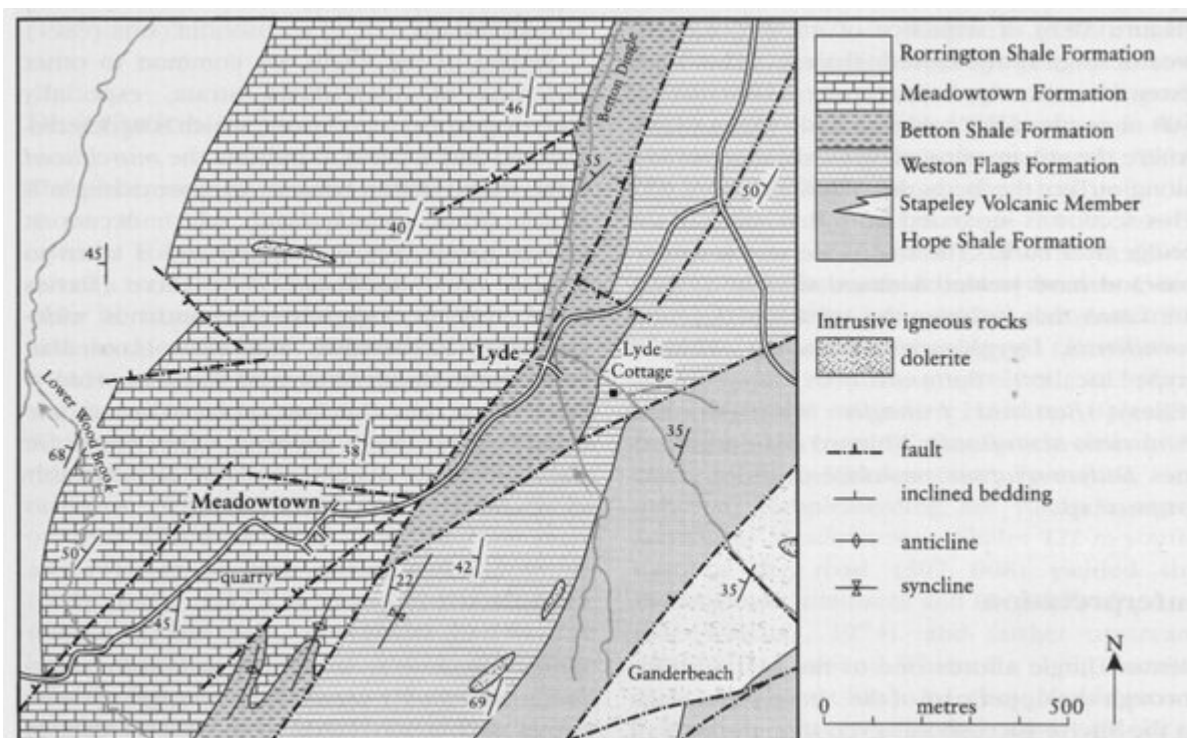 46
Betton Dingle
55
50
40
45
Lyde
Lyde
Cottage
35
Lower Wood Brook
68
38
Meadowtown
50
quarry
22
42
45
35
69
Ganderbeach
Rorrington Shale Formation
Meadowtown Formation
Betton Shale Formation
Weston Flags Formation
Stapeley Volcanic Member
Hope Shale Formation
Intrusive igneous rocks
dolerite
fault
inclined bedding
anticline
syncline
N
0 metres 500